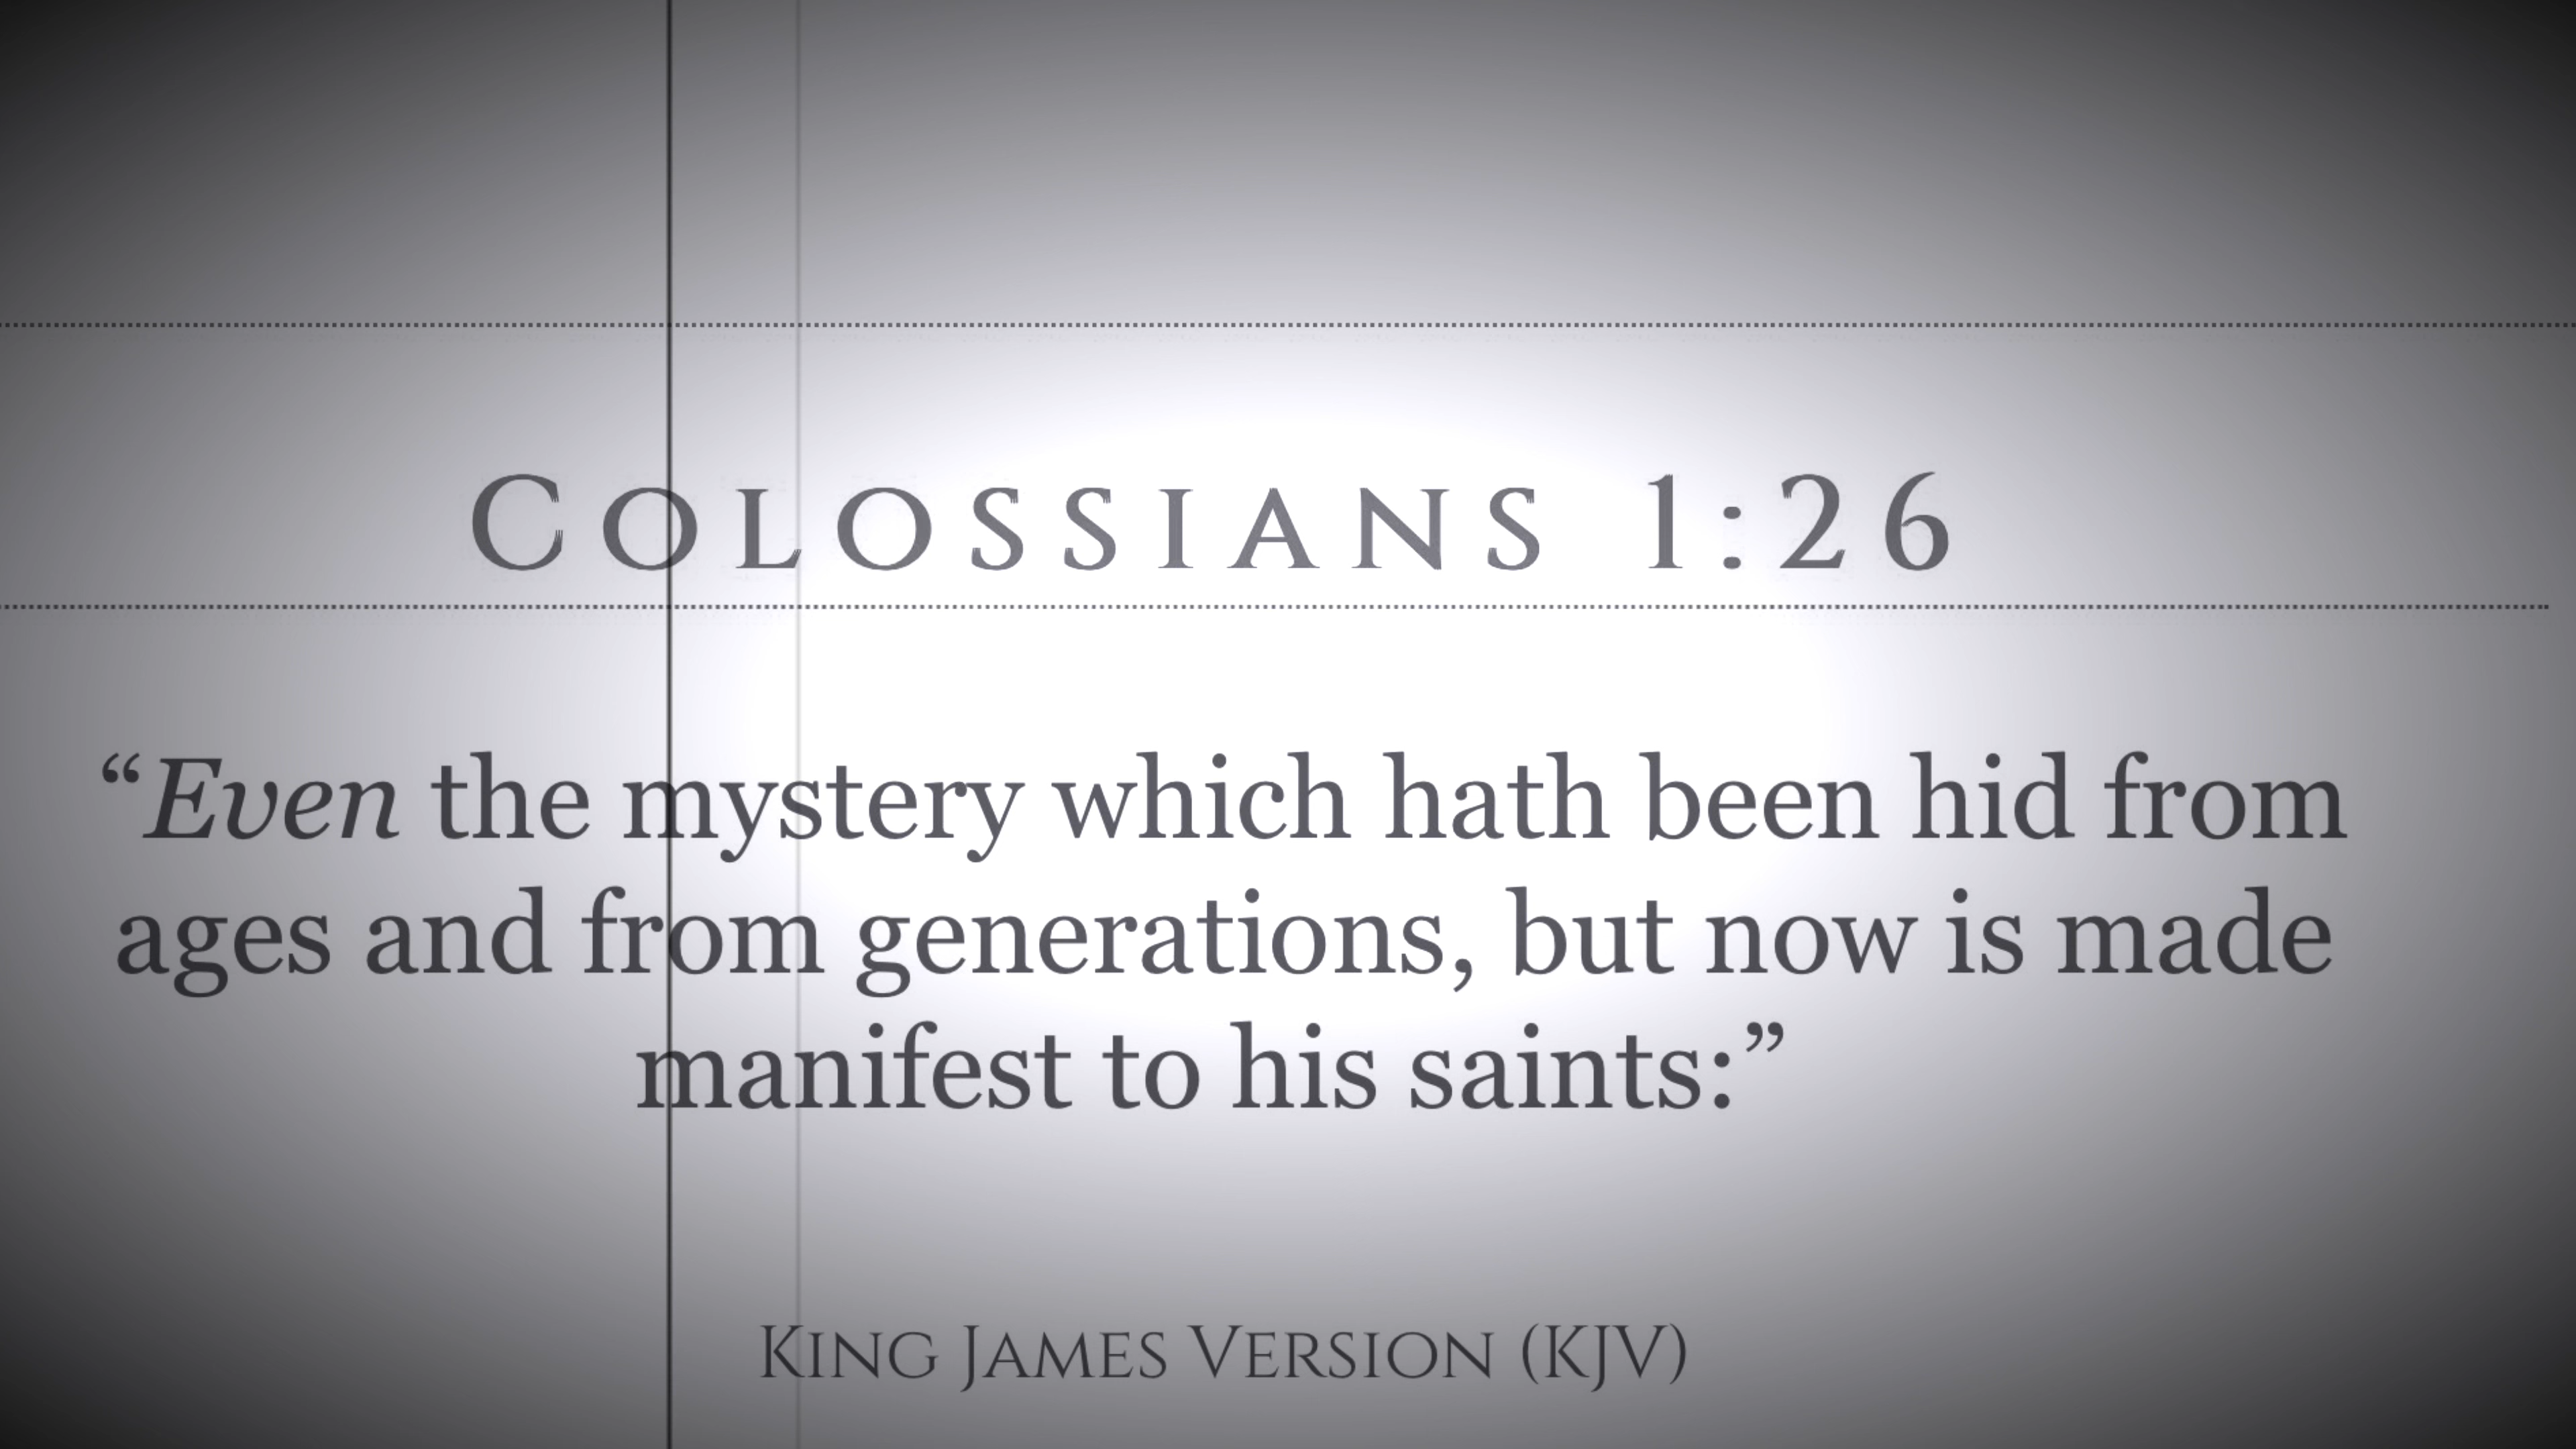 Colossians 1:26
“Even the mystery which hath been hid from
ages and from generations, but now is made
manifest to his saints:”
King James Version (KJV)